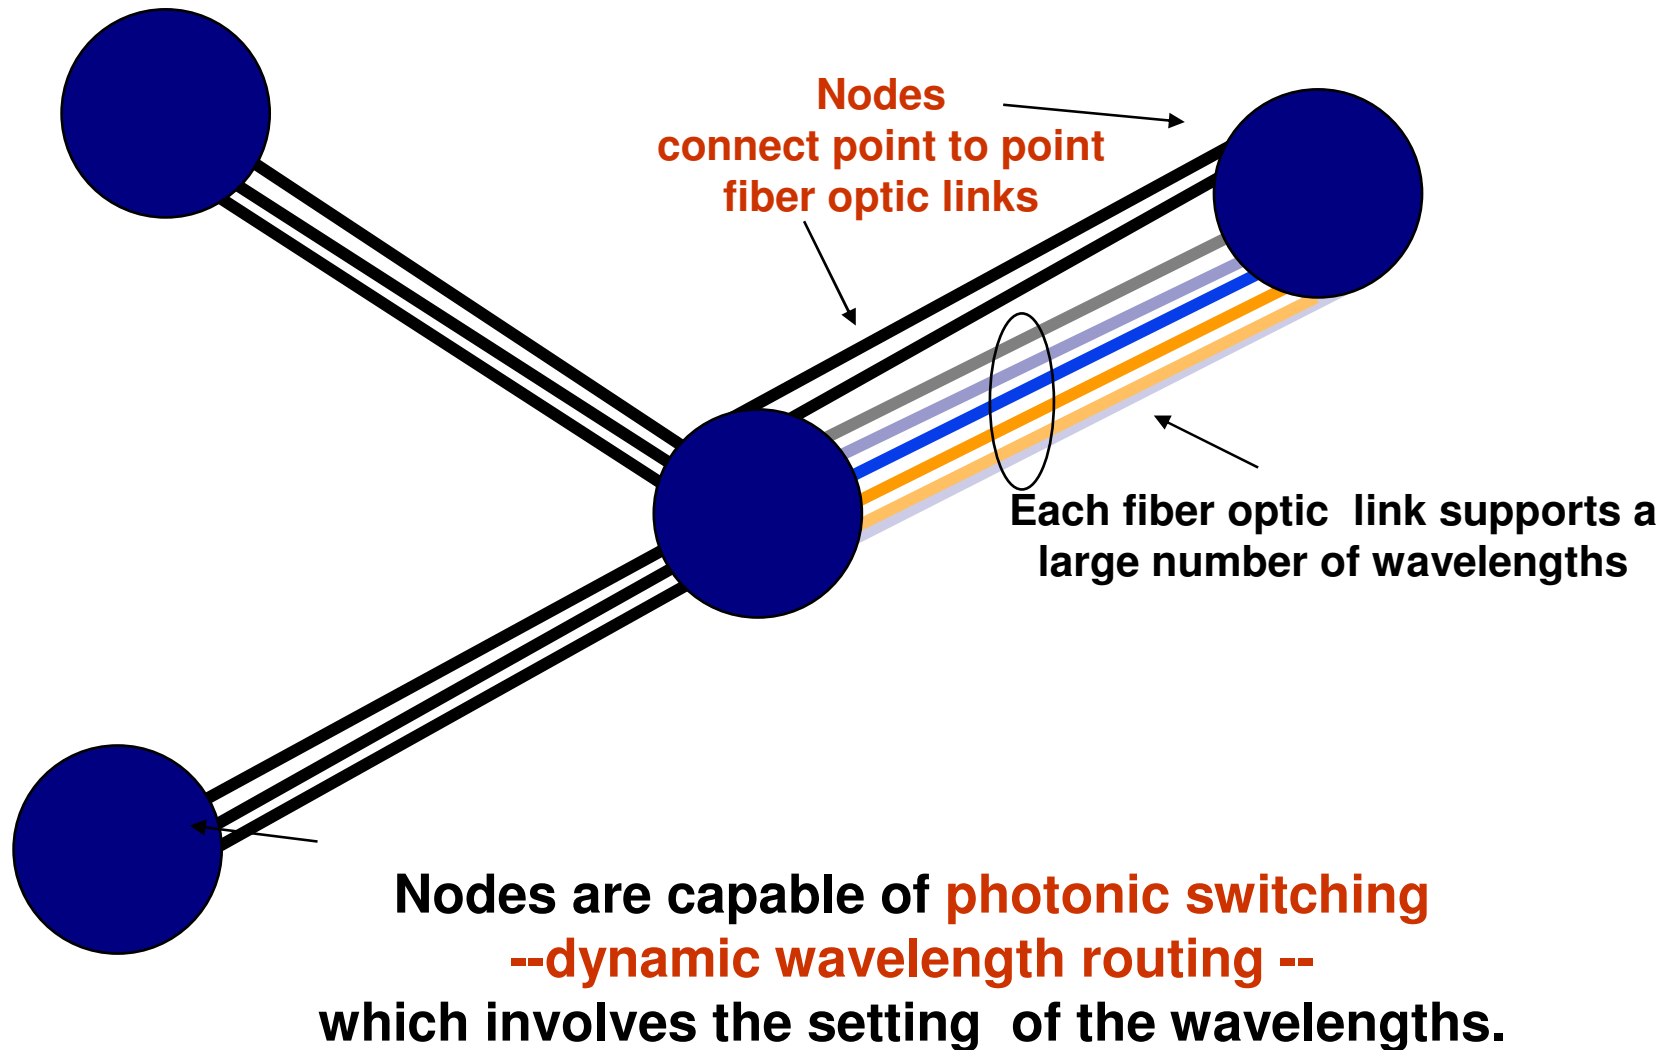 Nodes
connect point to point
fiber optic links
Each fiber optic link supports a
large number of wavelengths
Nodes are capable of photonic switching
--dynamic wavelength routing --
which involves the setting of the wavelengths.